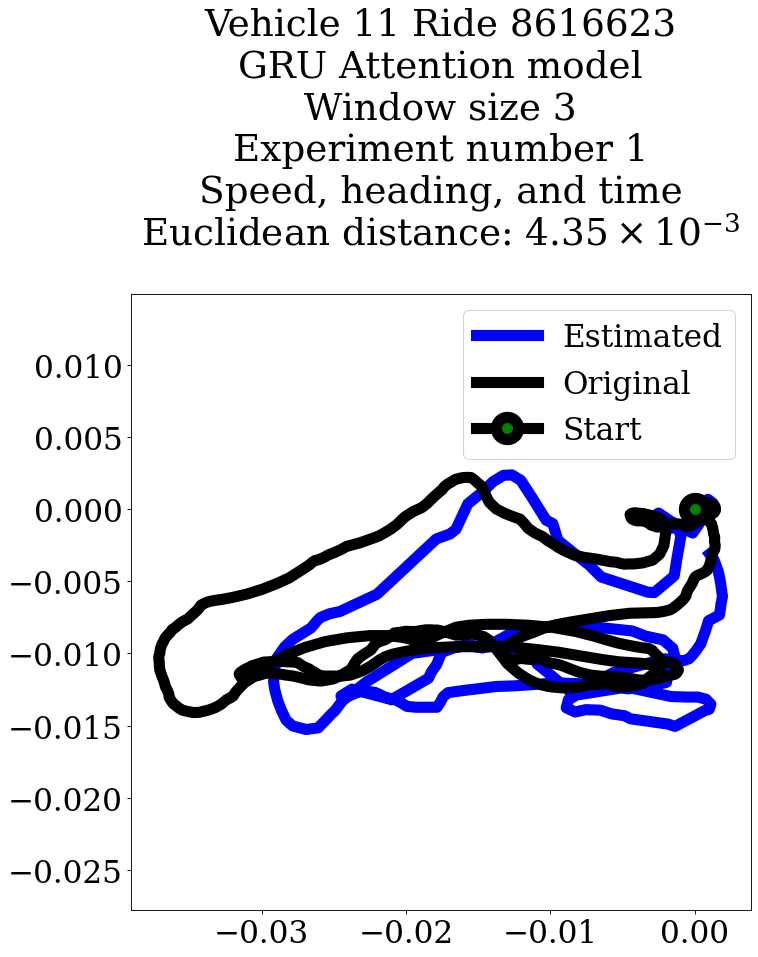 Vehicle 11 Ride 8616623
GRU Attention model
Window size 3
Experiment number 1
Speed, heading, and time
Euclidean distance: 4.35 × 10⁻³
Estimated
Original
Start
0.010
0.005
0.000
−0.005
−0.010
−0.015
−0.020
−0.025
−0.03 −0.02 −0.01 0.00